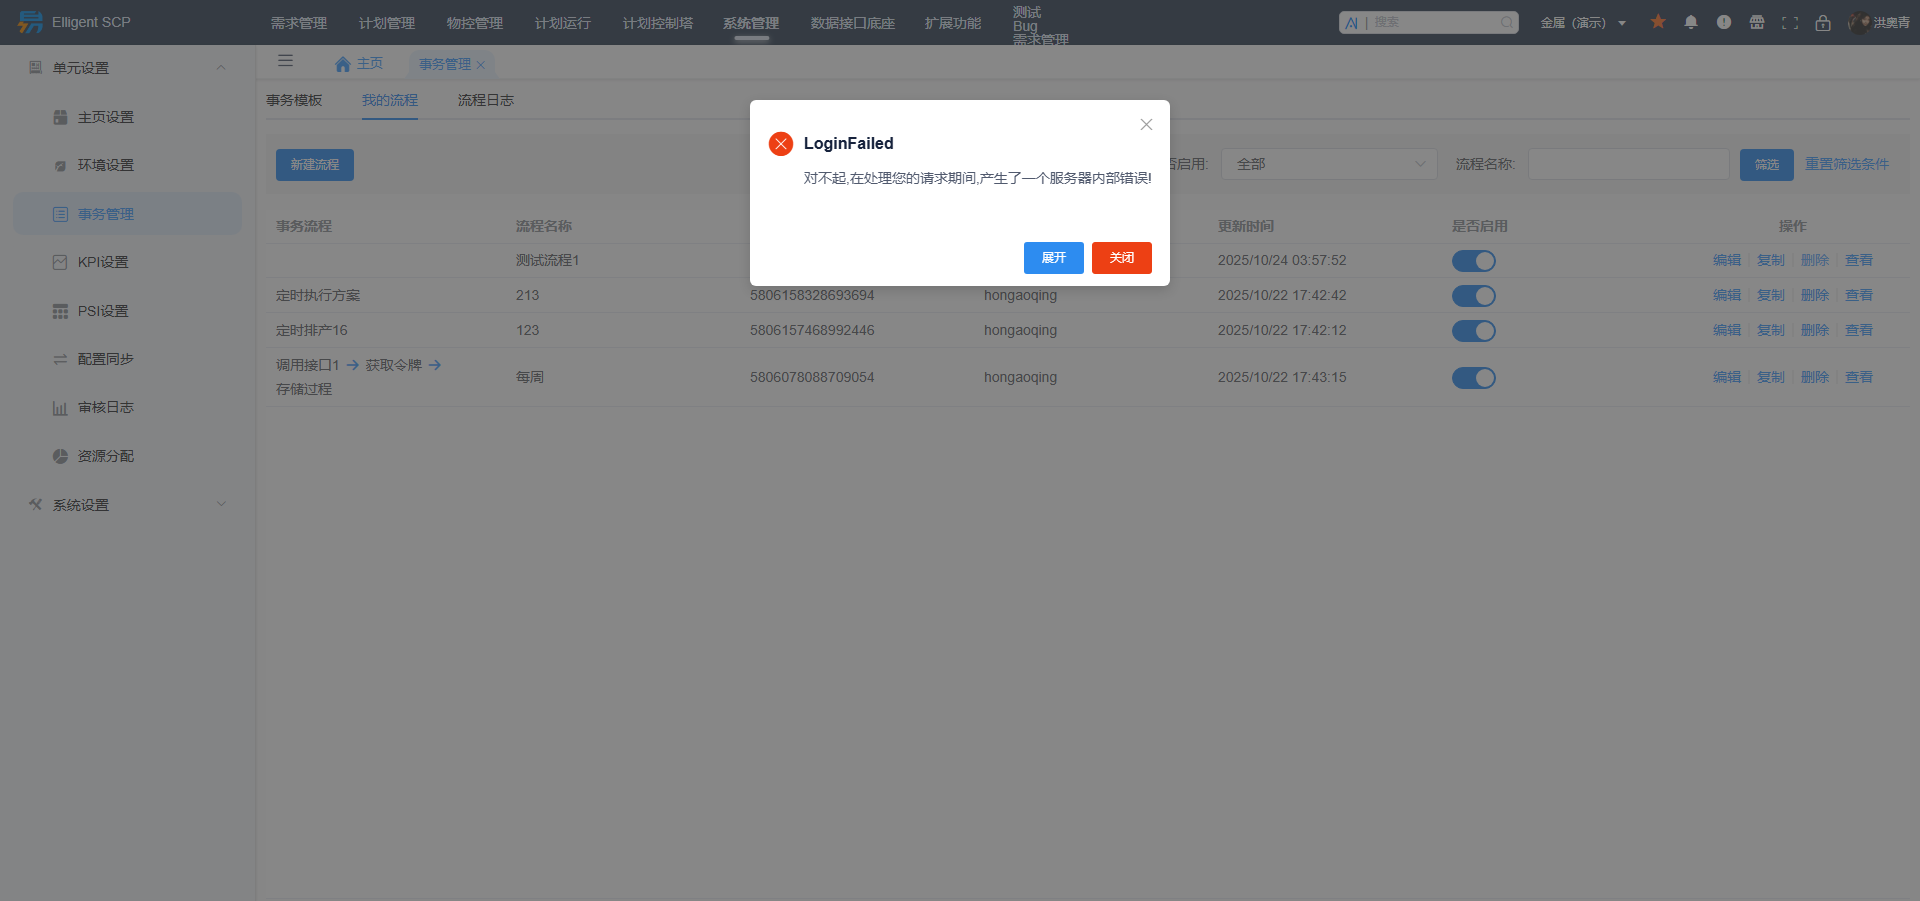 Elligent SCP
需求管理
计划管理
物控管理
计划运行
计划控制塔
系统管理
数据接口底座
扩展功能
测试
Bug
需求管理
AI | 搜索
金属（演示）
洪奥青
单元设置
主页设置
环境设置
事务管理
KPI设置
PSI设置
配置同步
审核日志
资源分配
系统设置
主页
事务管理
事务模板
我的流程
流程日志
新建流程
否启用:
全部
流程名称:
筛选
重置筛选条件
LoginFailed
对不起,在处理您的请求期间,产生了一个服务器内部错误!
展开
关闭
事务流程
流程名称
更新时间
是否启用
操作
测试流程1
2025/10/24 03:57:52
编辑 复制 删除 查看
定时执行方案
213
5806158328693694
hongaoqing
2025/10/22 17:42:42
编辑 复制 删除 查看
定时排产16
123
5806157468992446
hongaoqing
2025/10/22 17:42:12
编辑 复制 删除 查看
调用接口1 → 获取令牌 →
存储过程
每周
5806078088709054
hongaoqing
2025/10/22 17:43:15
编辑 复制 删除 查看